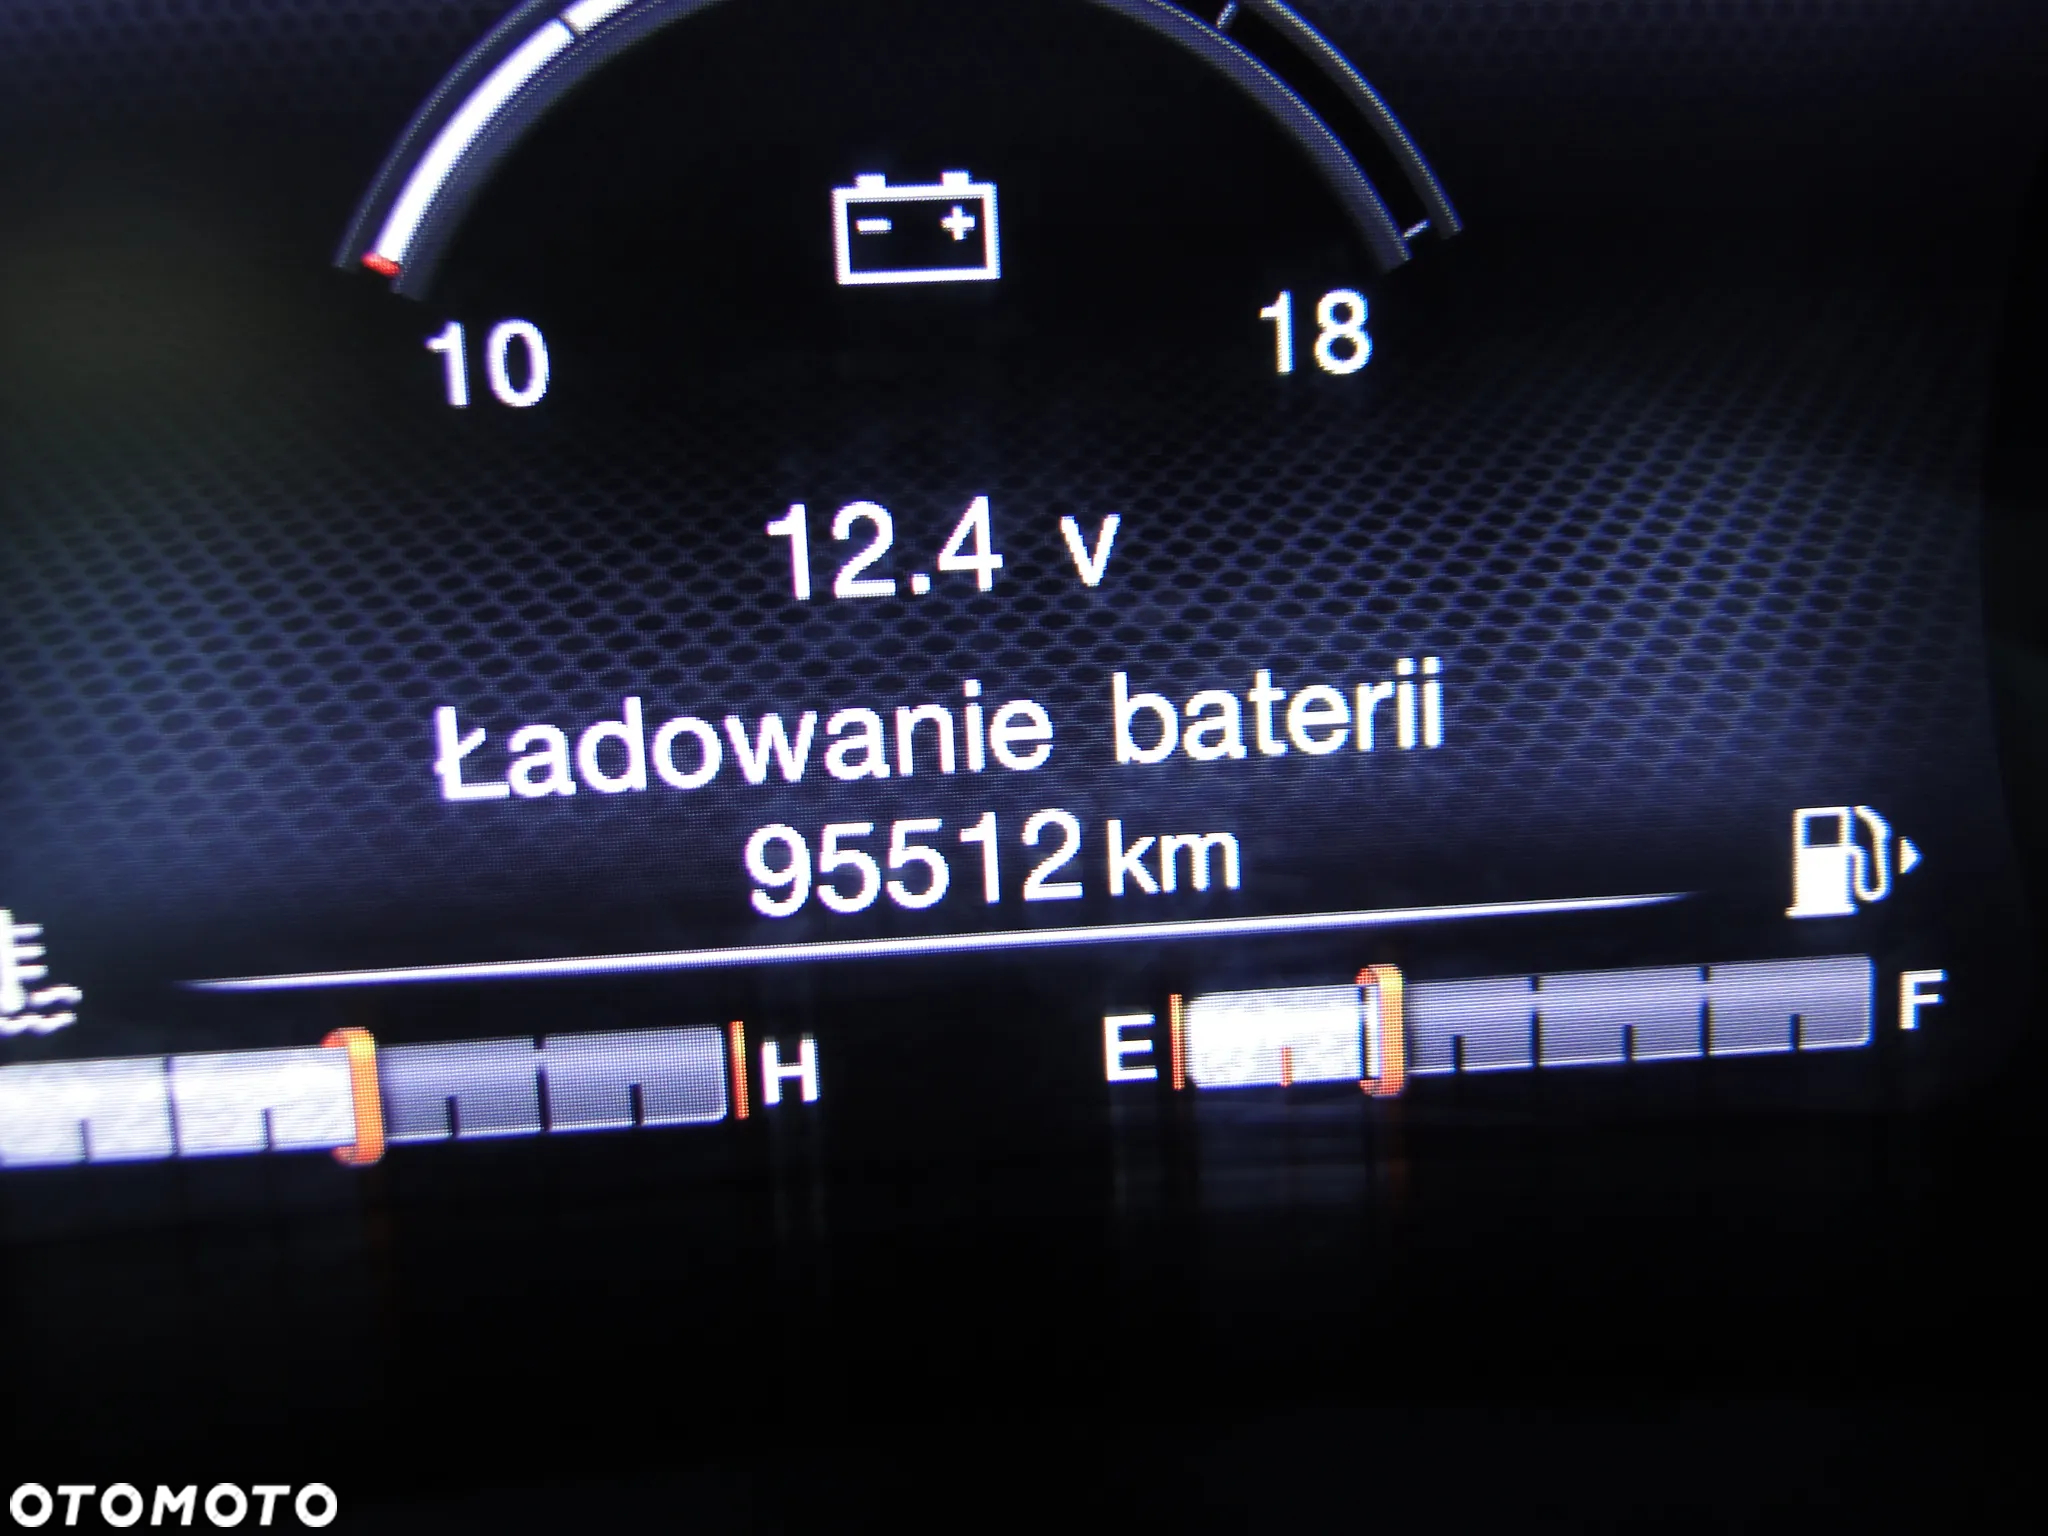 10
18
12.4 v
Ładowanie baterii
95512 km
H
E
F
OTOMOTO